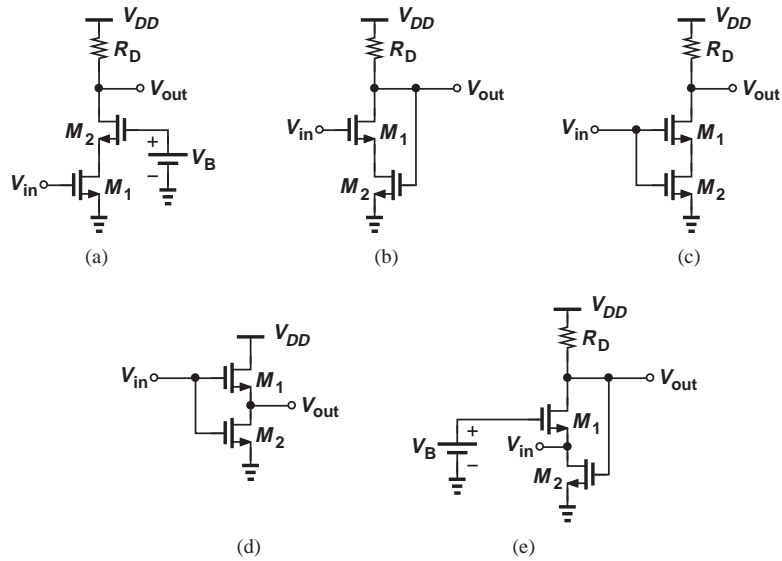 V_DD
R_D
V_out
M_2
+
−
V_B
V_in
M_1
(a)
V_DD
R_D
V_out
V_in
M_1
M_2
(b)
V_DD
R_D
V_out
V_in
M_1
M_2
(c)
V_DD
V_in
M_1
V_out
M_2
(d)
V_DD
R_D
V_out
+
−
V_B
M_1
V_in
M_2
(e)